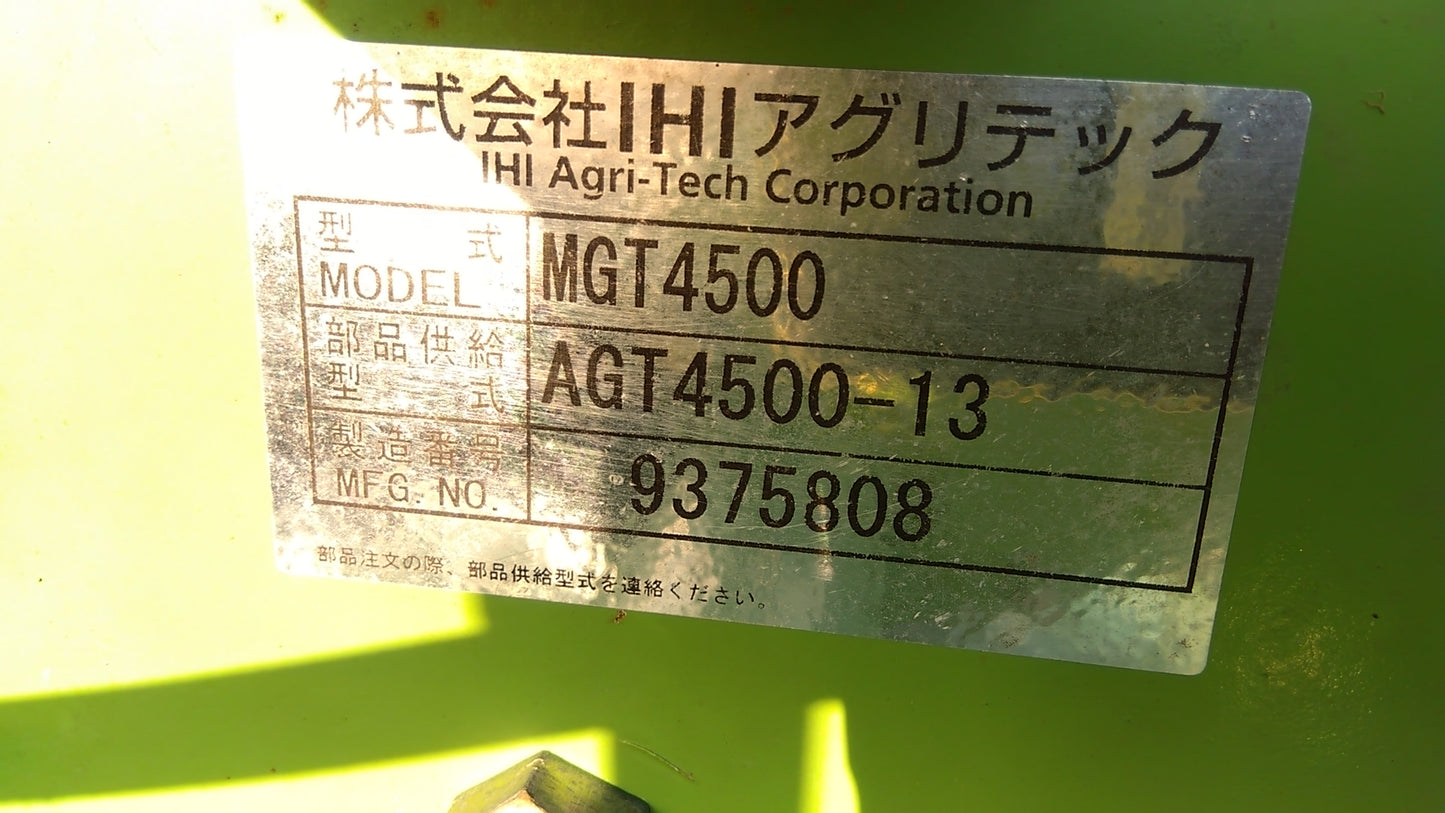 株式会社IHIアグリテック
IHI Agri-Tech Corporation
型式 MGT4500
MODEL
部品供給 AGT4500-13
型式
製造番号 9375808
MFG. NO.
部品注文の際、部品供給型式を連絡ください。